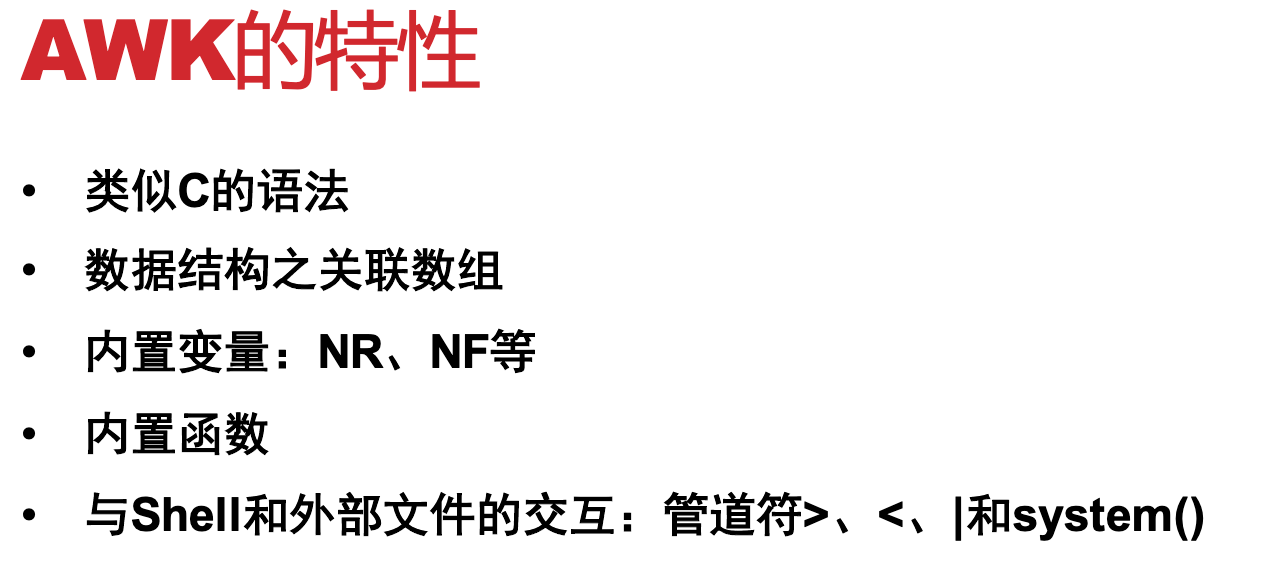 AWK的特性
• 类似C的语法
• 数据结构之关联数组
• 内置变量：NR、NF等
• 内置函数
• 与Shell和外部文件的交互：管道符>、<、|和system()